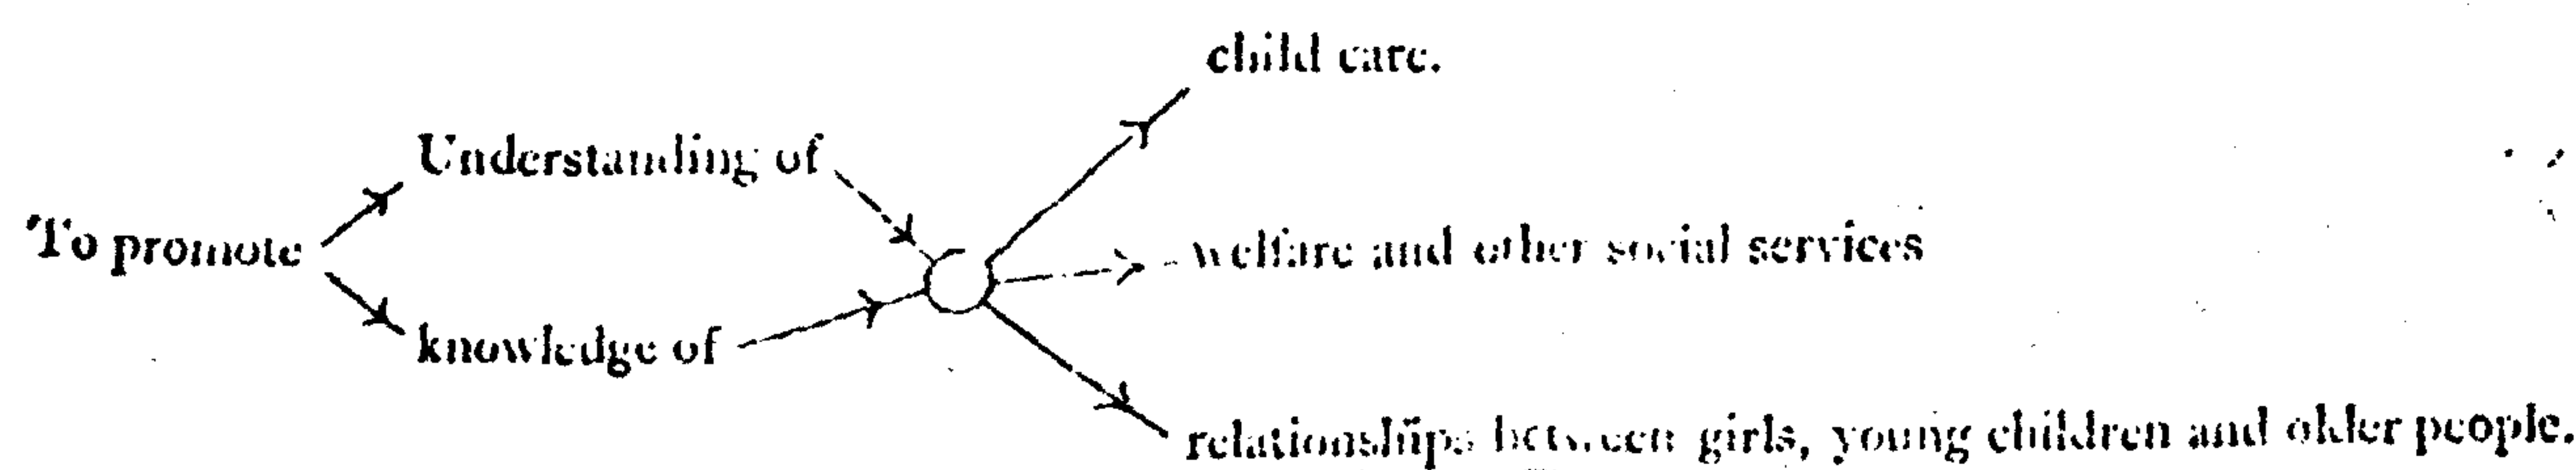 child care.
Understanding of
To promote
welfare and other social services
knowledge of
relationships between girls, young children and older people.